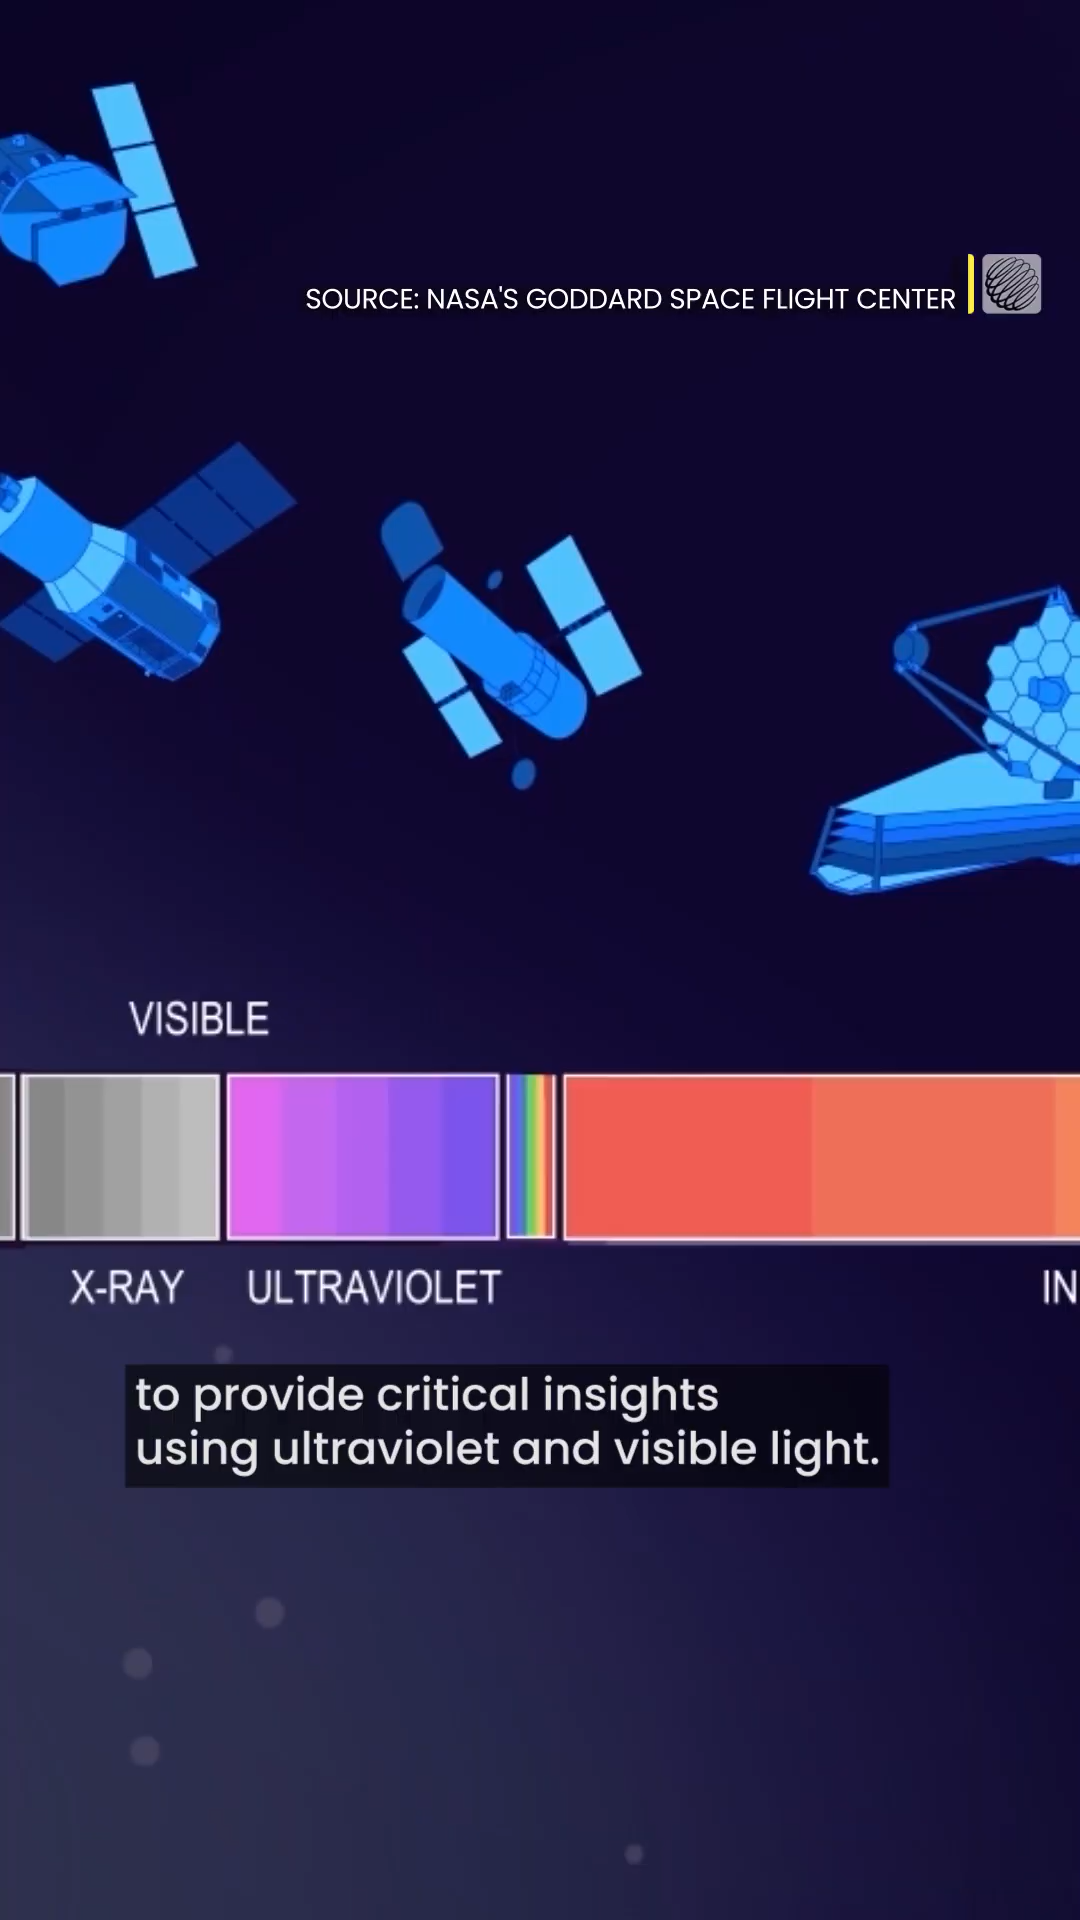 SOURCE: NASA'S GODDARD SPACE FLIGHT CENTER
VISIBLE
X-RAY ULTRAVIOLET IN
to provide critical insights
using ultraviolet and visible light.